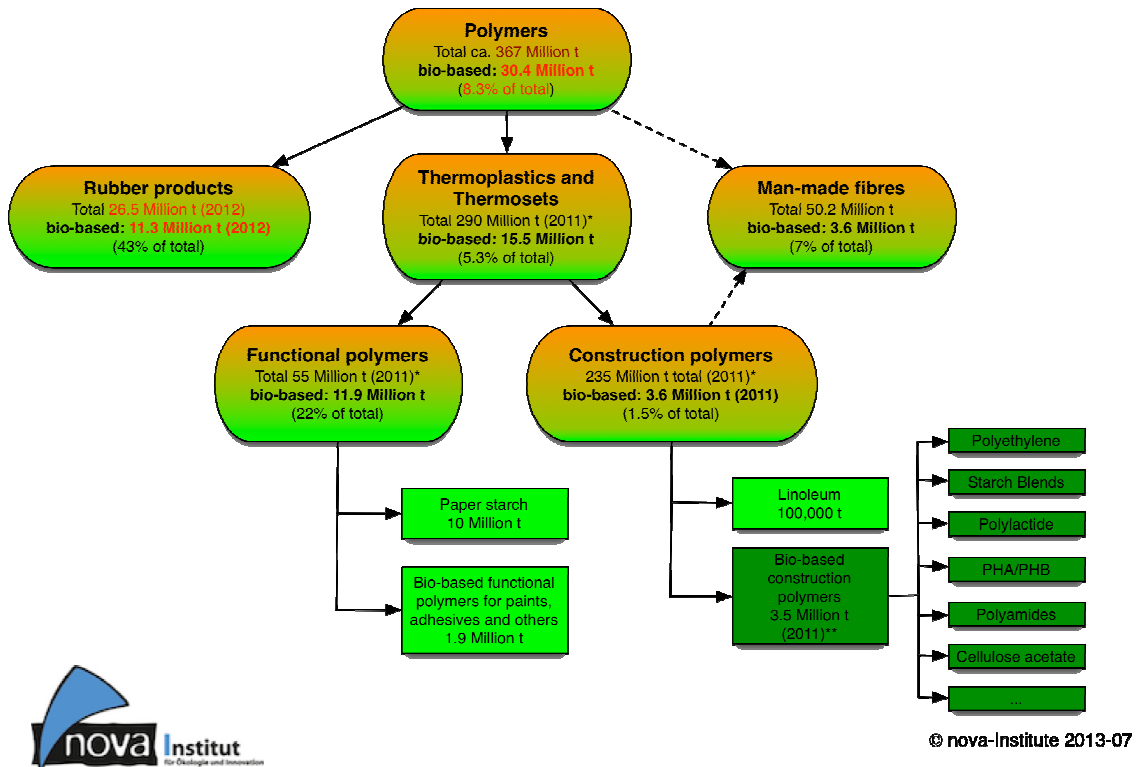 Polymers
Total ca. 367 Million t
bio-based: 30.4 Million t
(8.3% of total)
Rubber products
Total 26.5 Million t (2012)
bio-based: 11.3 Million t (2012)
(43% of total)
Thermoplastics and
Thermosets
Total 290 Million t (2011)*
bio-based: 15.5 Million t
(5.3% of total)
Man-made fibres
Total 50.2 Million t
bio-based: 3.6 Million t
(7% of total)
Functional polymers
Total 55 Million t (2011)*
bio-based: 11.9 Million t
(22% of total)
Construction polymers
235 Million t total (2011)*
bio-based: 3.6 Million t (2011)
(1.5% of total)
Paper starch
10 Million t
Bio-based functional
polymers for paints,
adhesives and others
1.9 Million t
Linoleum
100,000 t
Bio-based
construction
polymers
3.5 Million t
(2011)**
Polyethylene
Starch Blends
Polylactide
PHA/PHB
Polyamides
Cellulose acetate
...
nova Institut
für Ökologie und Innovation
© nova-Institute 2013-07